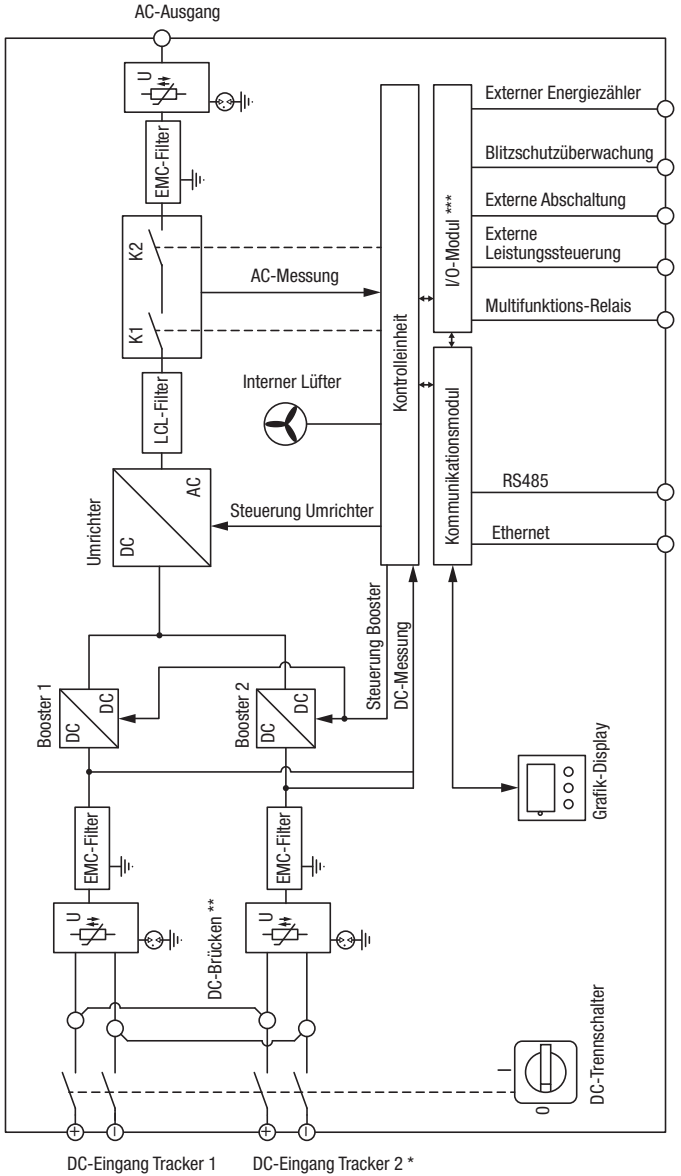 AC-Ausgang
U
EMC-Filter
K2
K1
AC-Messung
LCL-Filter
Interner Lüfter
Umrichter
DC
AC
Steuerung Umrichter
Kontrolleinheit
I/O-Modul ***
Kommunikationsmodul
Externer Energiezähler
Blitzschutzüberwachung
Externe Abschaltung
Externe
Leistungssteuerung
Multifunktions-Relais
RS485
Ethernet
Steuerung Booster
DC-Messung
Booster 1
DC
DC
Booster 2
DC
DC
Grafik-Display
EMC-Filter
EMC-Filter
U
DC-Brücken **
U
DC-Trennschalter
I
0
+
−
+
−
DC-Eingang Tracker 1
DC-Eingang Tracker 2 *